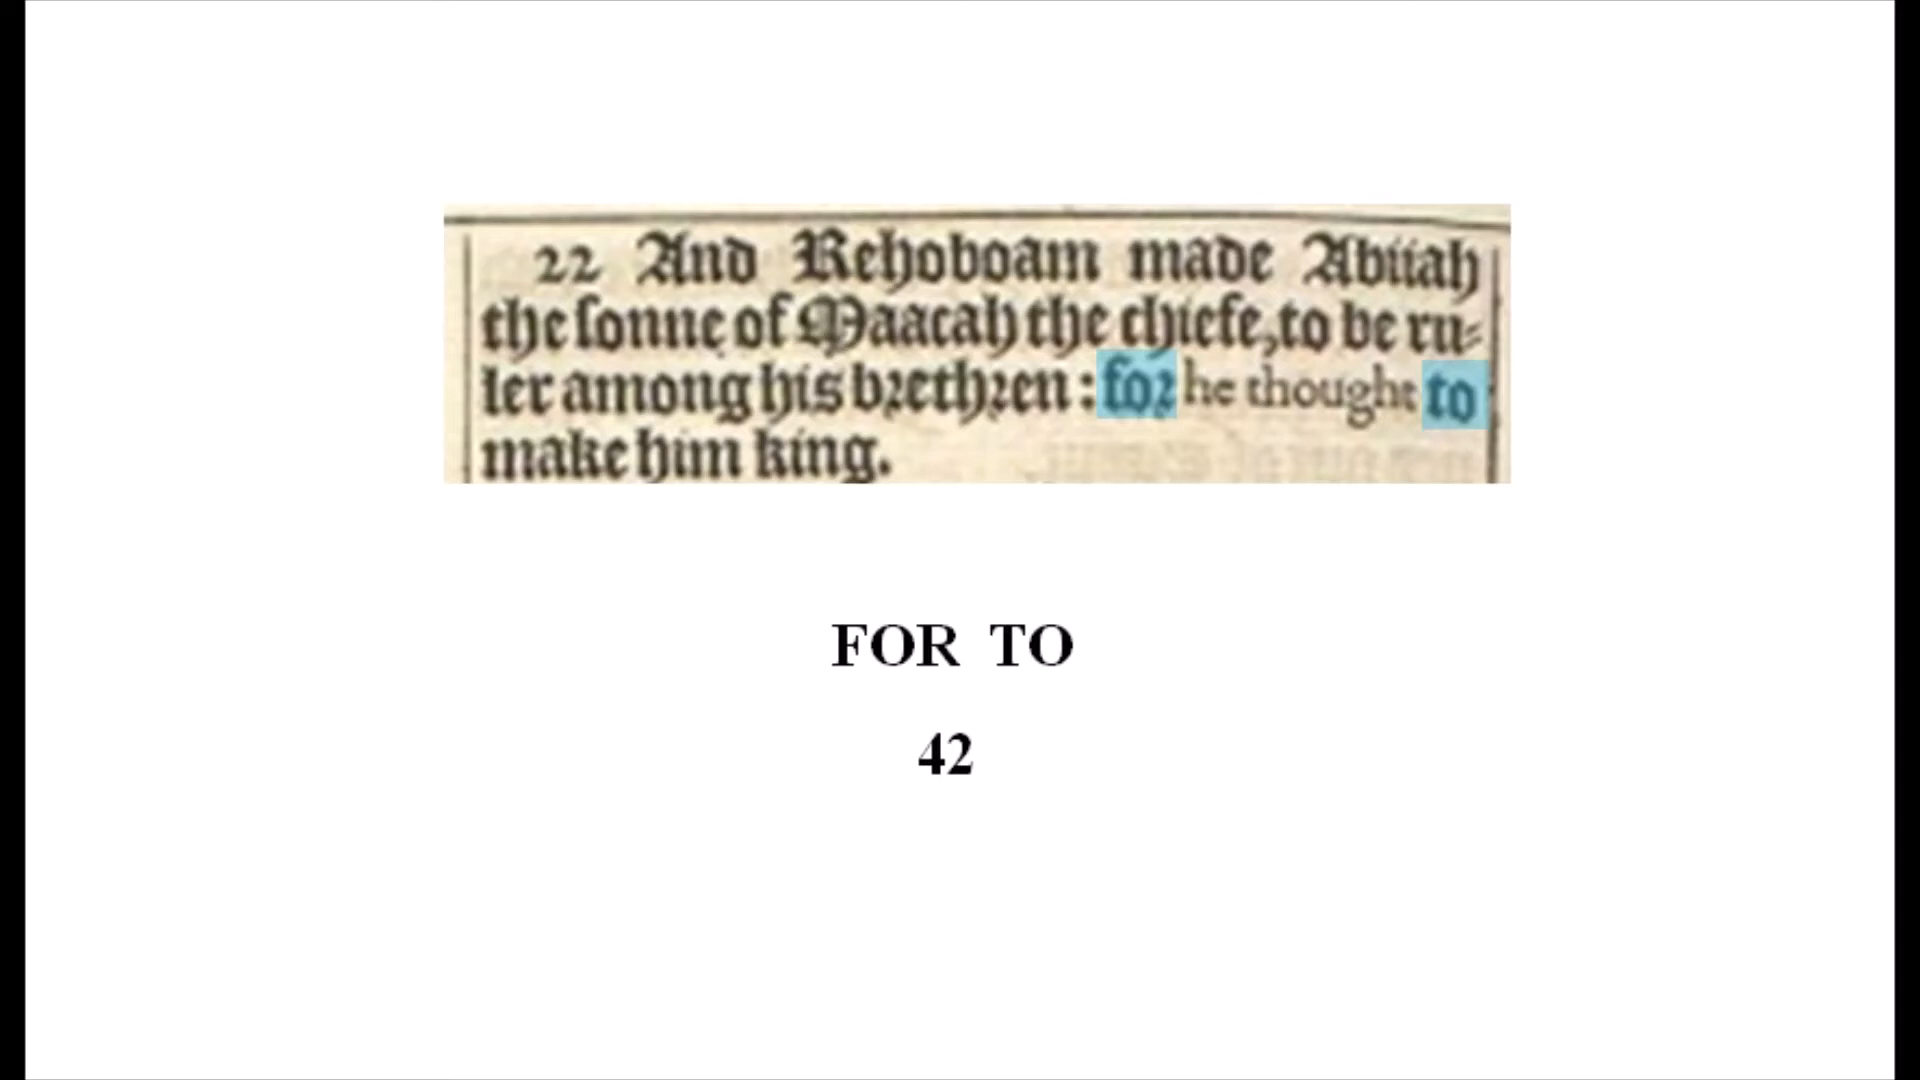 22 And Rehoboam made Abiiah
the sonne of Maacah the chiefe, to be ru-
ler among his brethren: for he thought to
make him king.
FOR TO
42